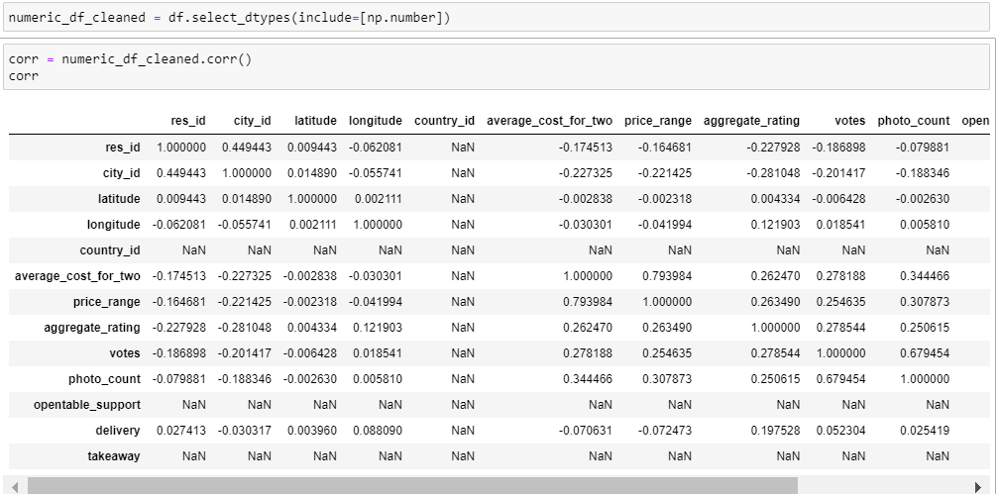 numeric_df_cleaned = df.select_dtypes(include=[np.number])
corr = numeric_df_cleaned.corr()
corr
res_id city_id latitude longitude country_id average_cost_for_two price_range aggregate_rating votes photo_count open
res_id 1.000000 0.449443 0.009443 -0.062081 NaN -0.174513 -0.164681 -0.227928 -0.186898 -0.079881
city_id 0.449443 1.000000 0.014890 -0.055741 NaN -0.227325 -0.221425 -0.281048 -0.201417 -0.188346
latitude 0.009443 0.014890 1.000000 0.002111 NaN -0.002838 -0.002318 0.004334 -0.006428 -0.002630
longitude -0.062081 -0.055741 0.002111 1.000000 NaN -0.030301 -0.041994 0.121903 0.018541 0.005810
country_id NaN NaN NaN NaN NaN NaN NaN NaN NaN NaN
average_cost_for_two -0.174513 -0.227325 -0.002838 -0.030301 NaN 1.000000 0.793984 0.262470 0.278188 0.344466
price_range -0.164681 -0.221425 -0.002318 -0.041994 NaN 0.793984 1.000000 0.263490 0.254635 0.307873
aggregate_rating -0.227928 -0.281048 0.004334 0.121903 NaN 0.262470 0.263490 1.000000 0.278544 0.250615
votes -0.186898 -0.201417 -0.006428 0.018541 NaN 0.278188 0.254635 0.278544 1.000000 0.679454
photo_count -0.079881 -0.188346 -0.002630 0.005810 NaN 0.344466 0.307873 0.250615 0.679454 1.000000
opentable_support NaN NaN NaN NaN NaN NaN NaN NaN NaN NaN
delivery 0.027413 -0.030317 0.003960 0.088090 NaN -0.070631 -0.072473 0.197528 0.052304 0.025419
takeaway NaN NaN NaN NaN NaN NaN NaN NaN NaN NaN